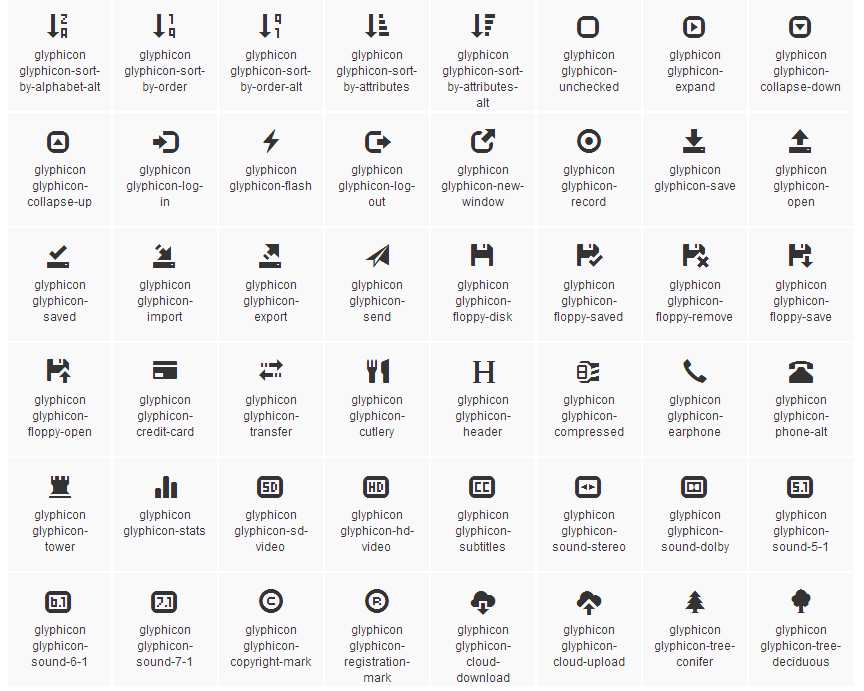 glyphicon glyphicon glyphicon glyphicon glyphicon glyphicon glyphicon glyphicon
glyphicon-sort- glyphicon-sort- glyphicon-sort- glyphicon-sort- glyphicon-sort- glyphicon- glyphicon- glyphicon-
by-alphabet-alt by-order by-order-alt by-attributes by-attributes- unchecked expand collapse-down
alt
glyphicon glyphicon glyphicon glyphicon glyphicon glyphicon glyphicon glyphicon
glyphicon- glyphicon-log- glyphicon-flash glyphicon-log- glyphicon-new- glyphicon- glyphicon-save glyphicon-
collapse-up in out window record open
glyphicon glyphicon glyphicon glyphicon glyphicon glyphicon glyphicon glyphicon
glyphicon- glyphicon- glyphicon- glyphicon- glyphicon- glyphicon- glyphicon- glyphicon-
saved import export send floppy-disk floppy-saved floppy-remove floppy-save
H
glyphicon glyphicon glyphicon glyphicon glyphicon glyphicon glyphicon glyphicon
glyphicon- glyphicon- glyphicon- glyphicon- glyphicon- glyphicon- glyphicon- glyphicon-
floppy-open credit-card transfer cutlery header compressed earphone phone-alt
SD HD CC 5.1
glyphicon glyphicon glyphicon glyphicon glyphicon glyphicon glyphicon glyphicon
glyphicon- glyphicon-stats glyphicon-sd- glyphicon-hd- glyphicon- glyphicon- glyphicon- glyphicon-
tower video video subtitles sound-stereo sound-dolby sound-5-1
6.1 7.1 C R
glyphicon glyphicon glyphicon glyphicon glyphicon glyphicon glyphicon glyphicon
glyphicon- glyphicon- glyphicon- glyphicon- glyphicon- glyphicon- glyphicon-tree- glyphicon-tree-
sound-6-1 sound-7-1 copyright-mark registration- cloud- cloud-upload conifer deciduous
mark download